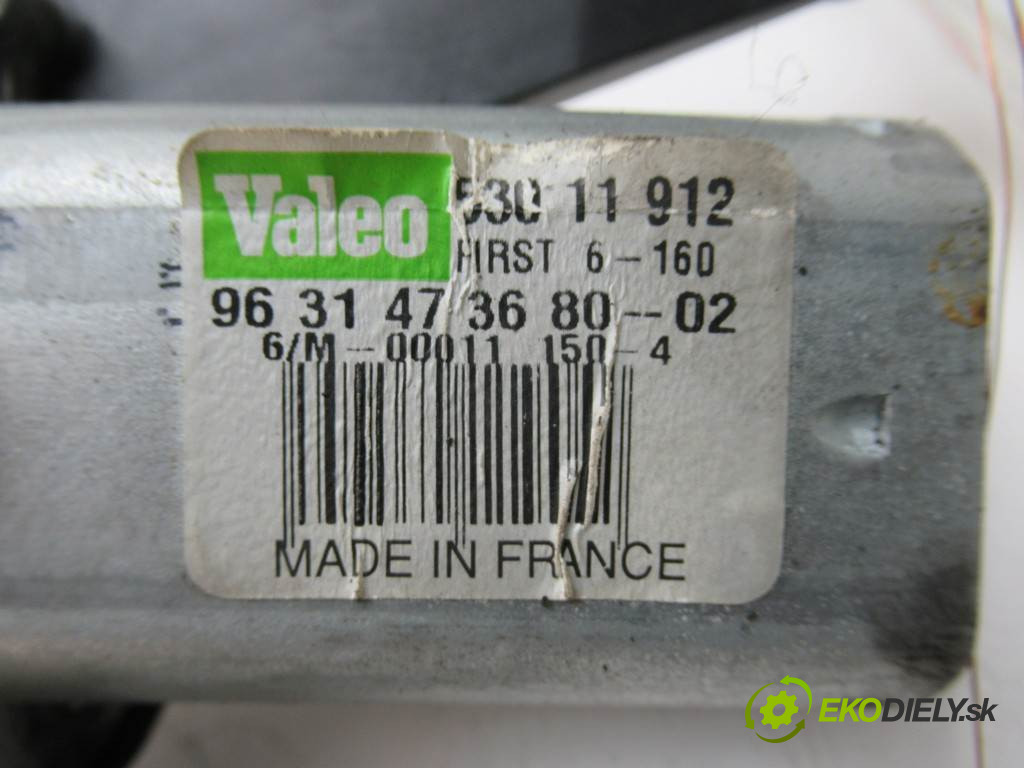 Valeo 530 11 912
FIRST 6-160
96 31 47 36 80--02
6/M-00011 150-4
MADE IN FRANCE
EKODIELY.sk